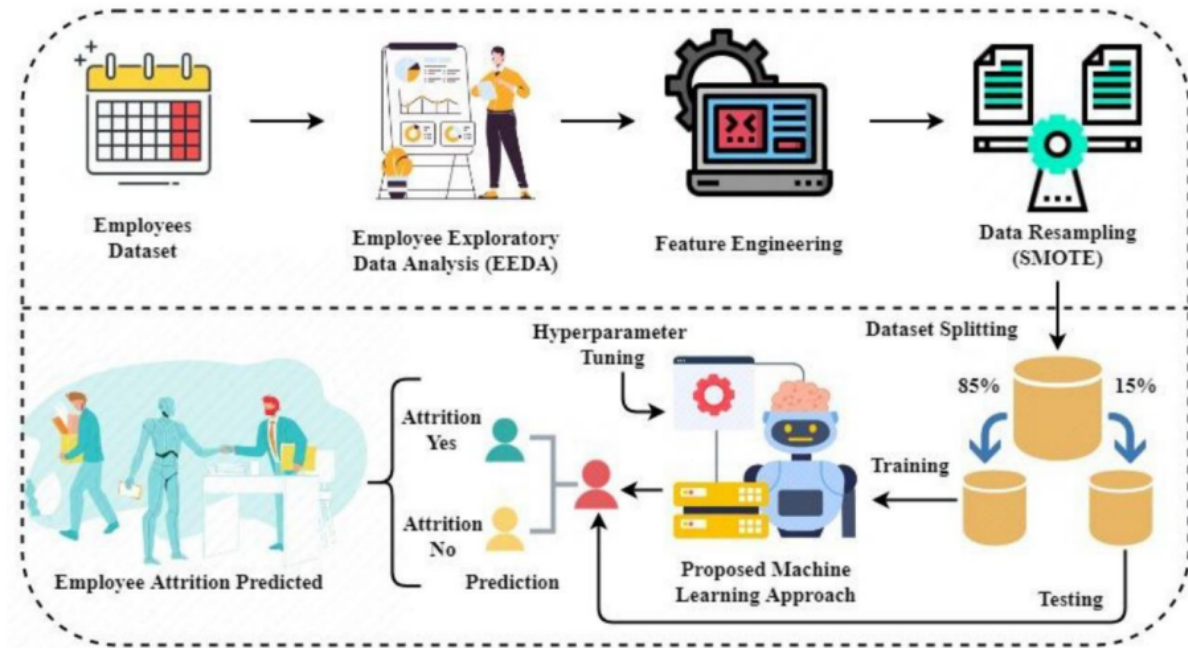 Employees
Dataset
Employee Exploratory
Data Analysis (EEDA)
Feature Engineering
Data Resampling
(SMOTE)
Dataset Splitting
85%
15%
Training
Testing
Hyperparameter
Tuning
Proposed Machine
Learning Approach
Attrition
Yes
Attrition
No
Prediction
Employee Attrition Predicted